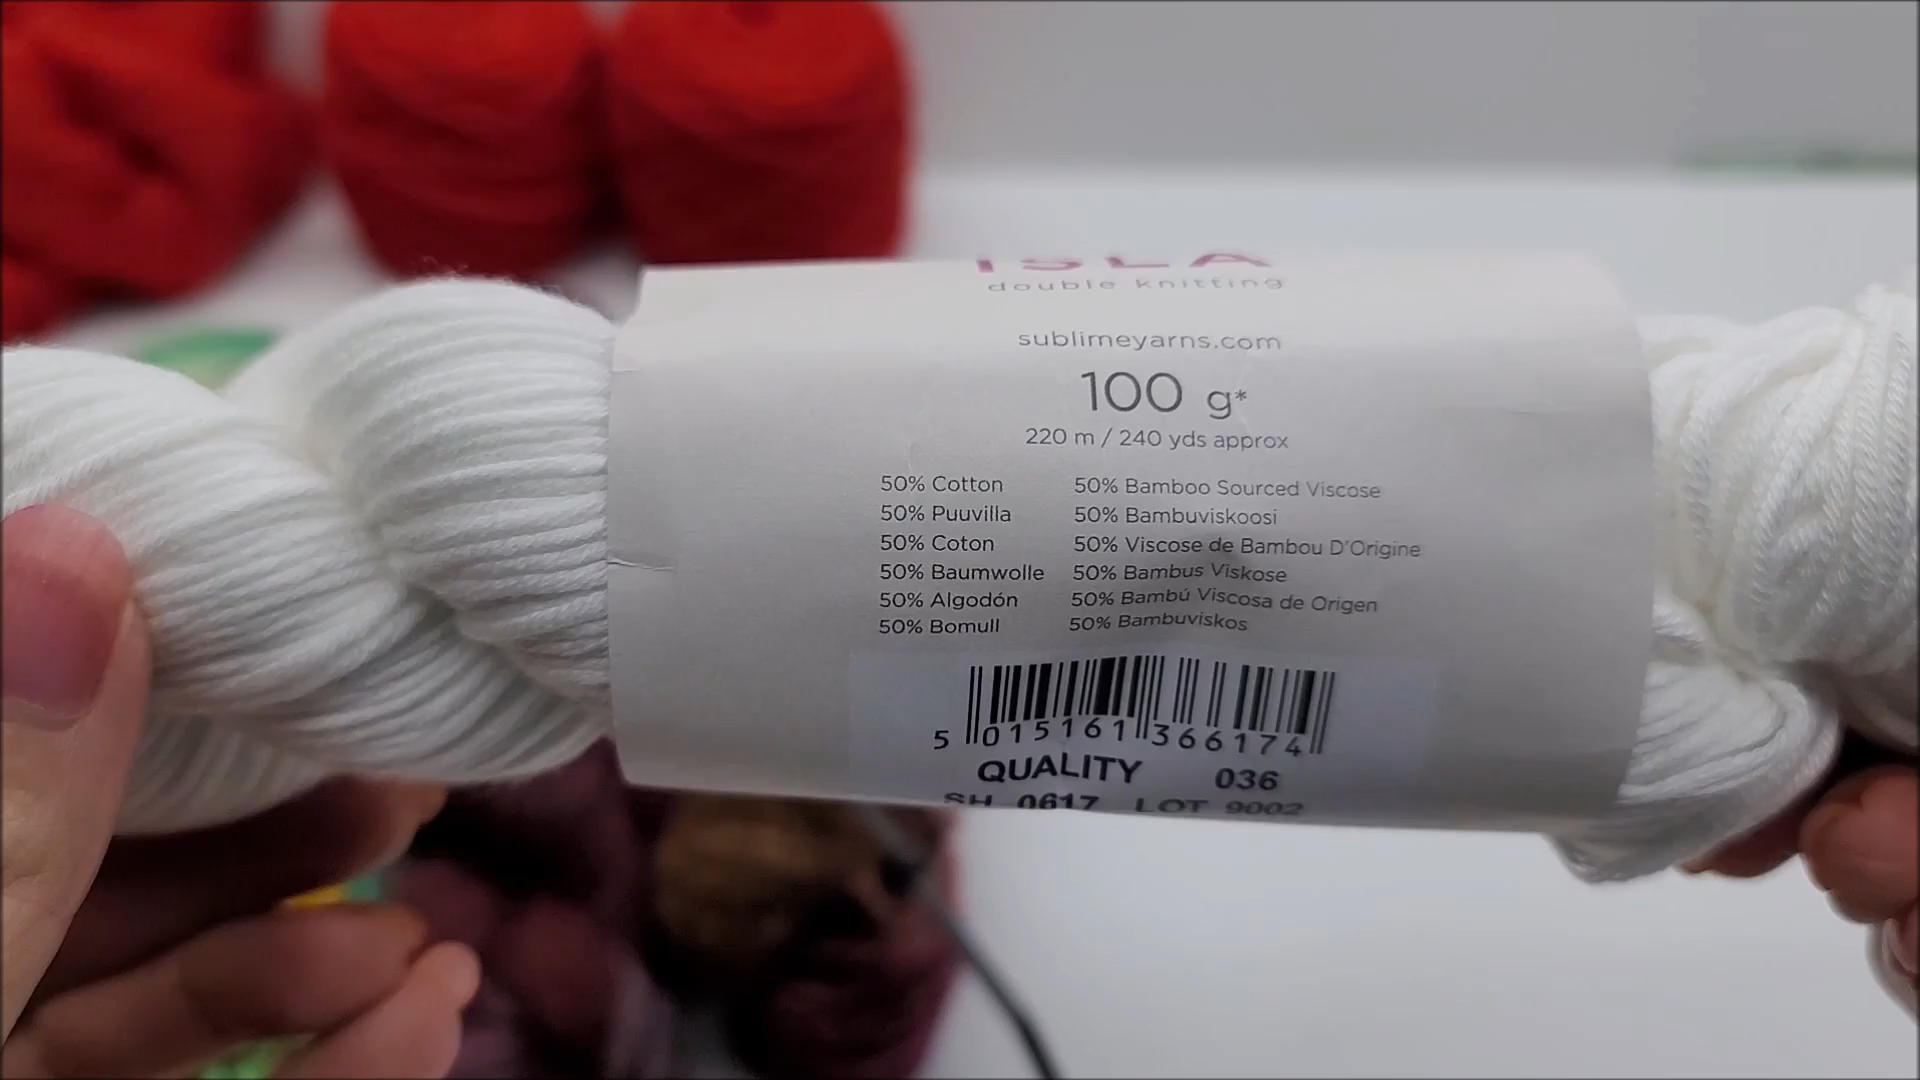 ISLA
double knitting
sublimeyarns.com
100 g*
220 m / 240 yds approx
50% Cotton 50% Bamboo Sourced Viscose
50% Puuvilla 50% Bambuviskoosi
50% Coton 50% Viscose de Bambou D'Origine
50% Baumwolle 50% Bambus Viskose
50% Algodón 50% Bambú Viscosa de Origen
50% Bomull 50% Bambuviskos
5 015161 366174
QUALITY 036
SH 0617 LOT 9002